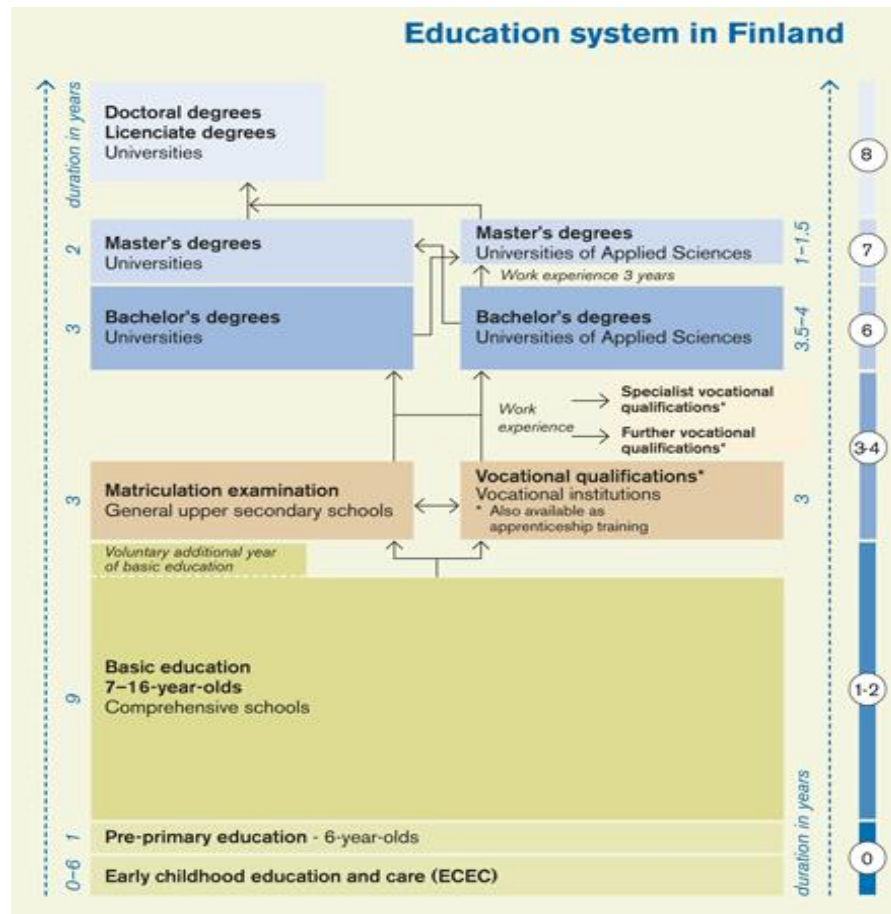 Education system in Finland
duration in years
Doctoral degrees
Licenciate degrees
Universities
8
2
Master's degrees
Universities
Master's degrees
Universities of Applied Sciences
1–1.5
7
Work experience 3 years
3
Bachelor's degrees
Universities
Bachelor's degrees
Universities of Applied Sciences
3.5–4
6
Work
experience
Specialist vocational
qualifications*
Further vocational
qualifications*
3-4
3
Matriculation examination
General upper secondary schools
Vocational qualifications*
Vocational institutions
* Also available as
apprenticeship training
3
Voluntary additional year
of basic education
9
Basic education
7–16-year-olds
Comprehensive schools
1-2
1
Pre-primary education - 6-year-olds
0–6
Early childhood education and care (ECEC)
duration in years
0